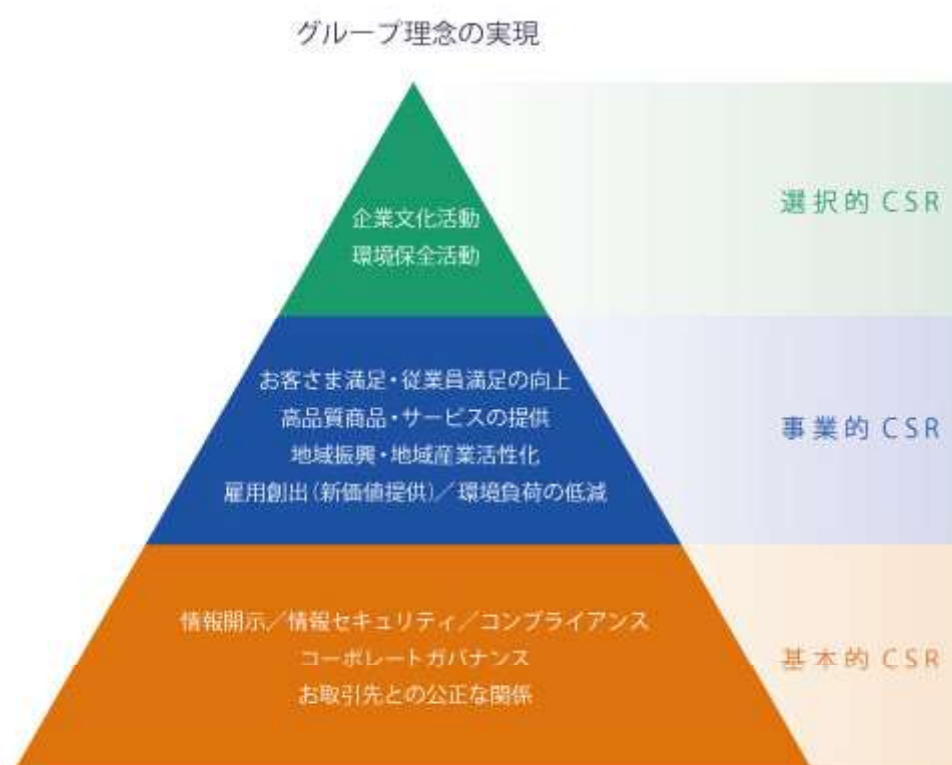 グループ理念の実現
企業文化活動
環境保全活動
選択的 CSR
お客さま満足・従業員満足の向上
高品質商品・サービスの提供
地域振興・地域産業活性化
雇用創出（新価値提供）／環境負荷の低減
事業的 CSR
情報開示／情報セキュリティ／コンプライアンス
コーポレートガバナンス
お取引先との公正な関係
基本的 CSR